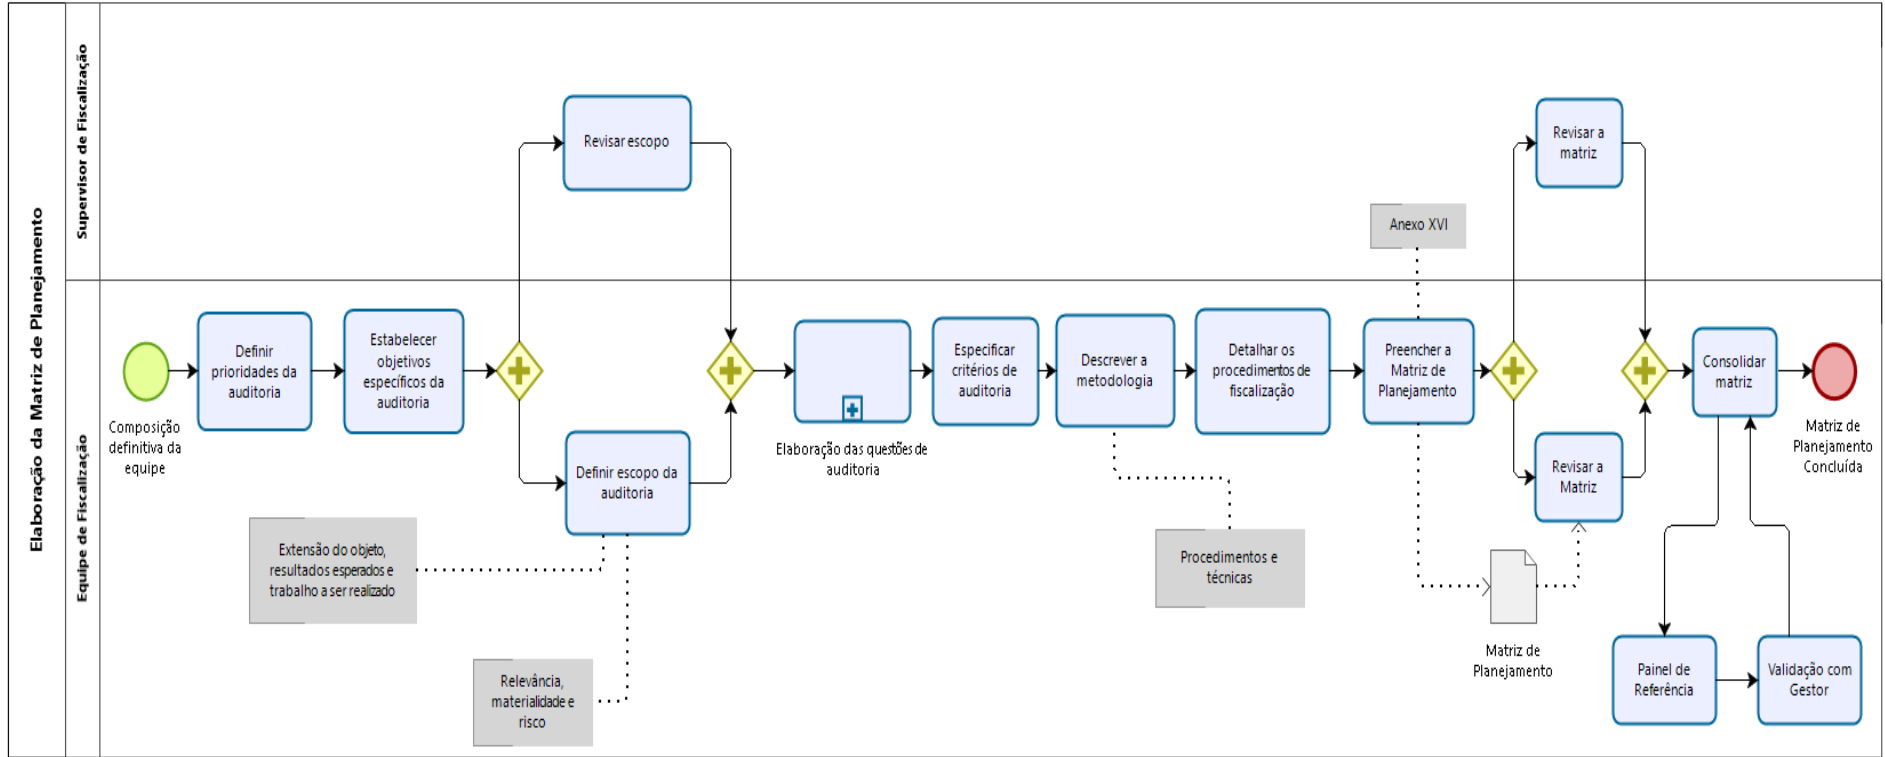 Elaboração da Matriz de Planejamento
Supervisor de Fiscalização
Revisar escopo
Revisar a
matriz
Anexo XVI
Equipe de Fiscalização
Composição
definitiva da
equipe
Definir
prioridades da
auditoria
Estabelecer
objetivos
específicos da
auditoria
Definir escopo da
auditoria
Extensão do objeto,
resultados esperados e
trabalho a ser realizado
Relevância,
materialidade e
risco
Elaboração das questões de
auditoria
Especificar
critérios de
auditoria
Descrever a
metodologia
Procedimentos e
técnicas
Detalhar os
procedimentos de
fiscalização
Preencher a
Matriz de
Planejamento
Matriz de
Planejamento
Revisar a
Matriz
Consolidar
matriz
Painel de
Referência
Validação com
Gestor
Matriz de
Planejamento
Concluída